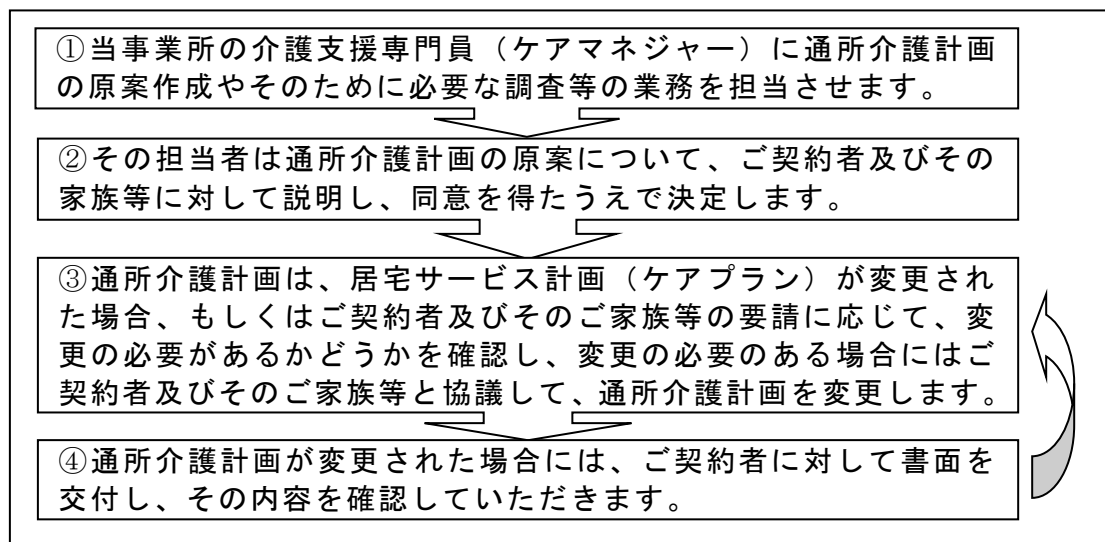 ①当事業所の介護支援専門員（ケアマネジャー）に通所介護計画
の原案作成やそのために必要な調査等の業務を担当させます。
②その担当者は通所介護計画の原案について、ご契約者及びその
家族等に対して説明し、同意を得たうえで決定します。
③通所介護計画は、居宅サービス計画（ケアプラン）が変更され
た場合、もしくはご契約者及びそのご家族等の要請に応じて、変
更の必要があるかどうかを確認し、変更の必要のある場合にはご
契約者及びそのご家族等と協議して、通所介護計画を変更します。
④通所介護計画が変更された場合には、ご契約者に対して書面を
交付し、その内容を確認していただきます。